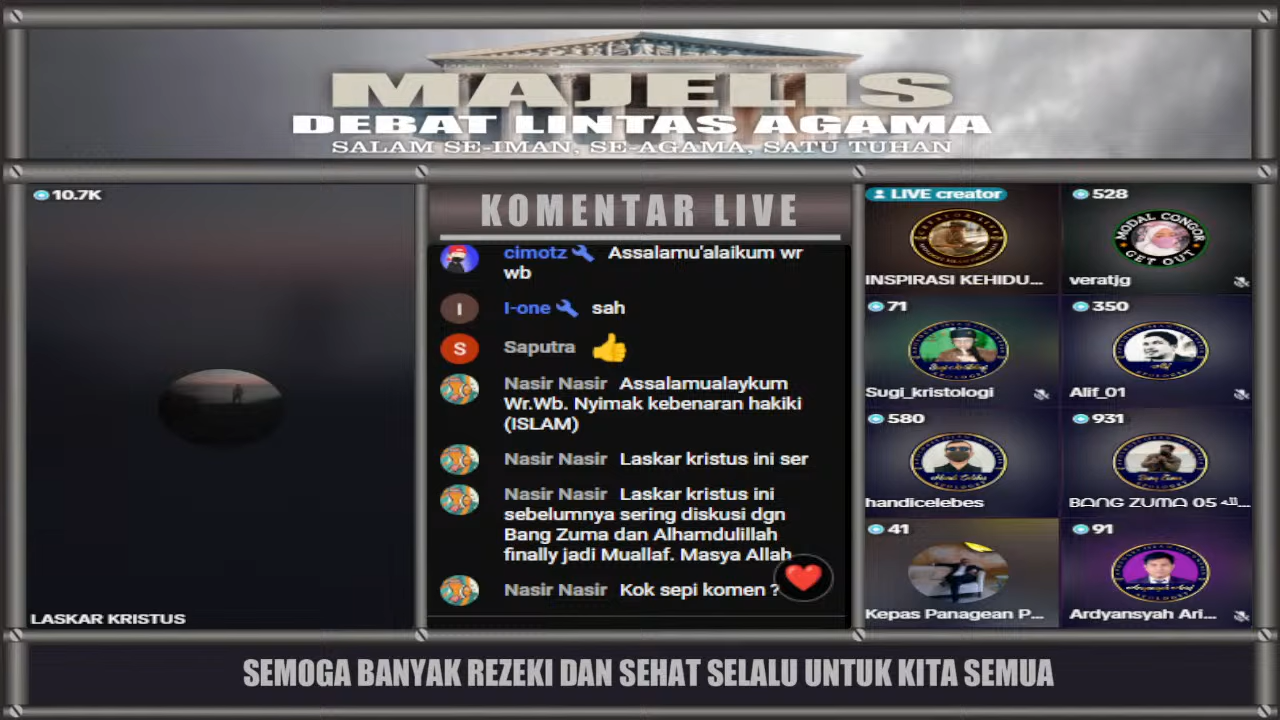 MAJELIS
DEBAT LINTAS AGAMA
SALAM SE-IMAN, SE-AGAMA, SATU TUHAN
10.7K
LASKAR KRISTUS
KOMENTAR LIVE
cimotz Assalamu'alaikum wr
wb
I
I-one sah
S
Saputra
Nasir Nasir Assalamualaykum
Wr.Wb. Nyimak kebenaran hakiki
(ISLAM)
Nasir Nasir Laskar kristus ini ser
Nasir Nasir Laskar kristus ini
sebelumnya sering diskusi dgn
Bang Zuma dan Alhamdulillah
finally jadi Muallaf. Masya Allah
Nasir Nasir Kok sepi komen ?
LIVE creator
INSPIRASI KEHIDU...
528
MODAL CONGOR
GET OUT
veratjg
71
Sugi_kristologi
350
Alif_01
580
handicelebes
931
BANG ZUMA 05
41
Kepas Panagean P...
91
Ardyansyah Ari...
SEMOGA BANYAK REZEKI DAN SEHAT SELALU UNTUK KITA SEMUA